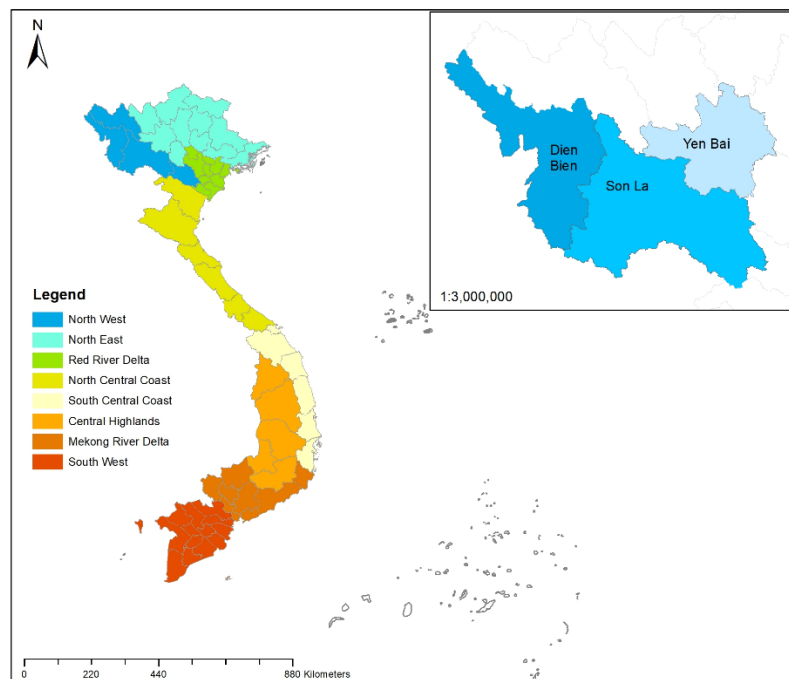 N
Dien
Bien
Son La
Yen Bai
1:3,000,000
Legend
North West
North East
Red River Delta
North Central Coast
South Central Coast
Central Highlands
Mekong River Delta
South West
0 220 440 880 Kilometers